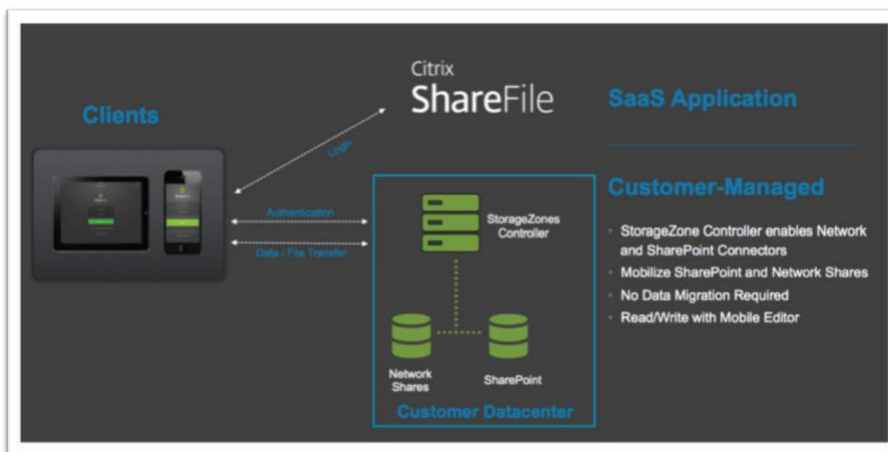 Citrix
ShareFile
SaaS Application
Clients
Login
Customer-Managed
Authentication
StorageZones
Controller
Data / File Transfer
StorageZone Controller enables Network
and SharePoint Connectors
Mobilize SharePoint and Network Shares
No Data Migration Required
Read/Write with Mobile Editor
Network
Shares
SharePoint
Customer Datacenter